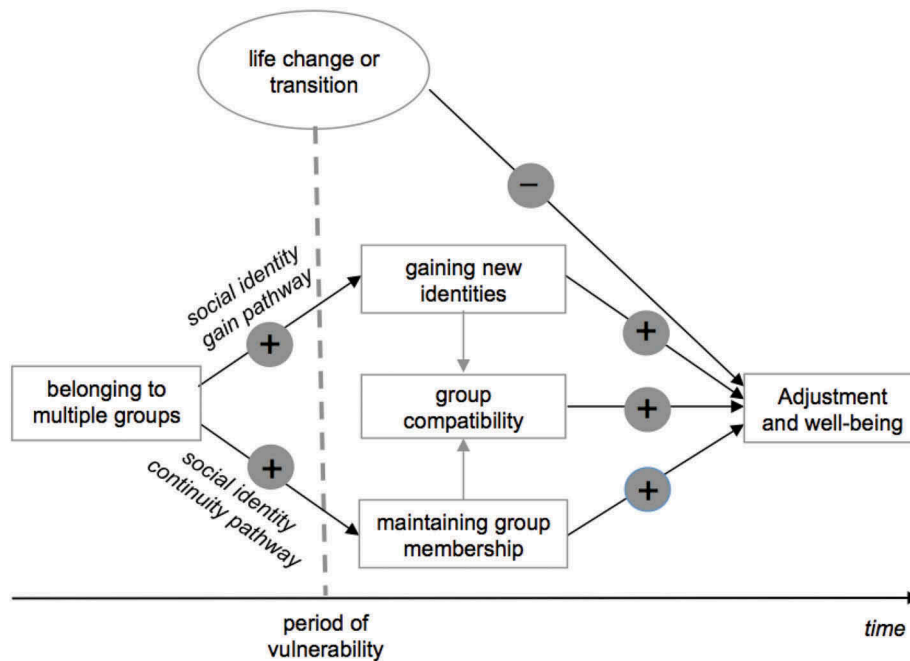 life change or
transition
−
social identity
gain pathway
+
gaining new
identities
+
belonging to
multiple groups
group
compatibility
+
Adjustment
and well-being
+
social identity
continuity pathway
maintaining group
membership
+
period of
vulnerability
time